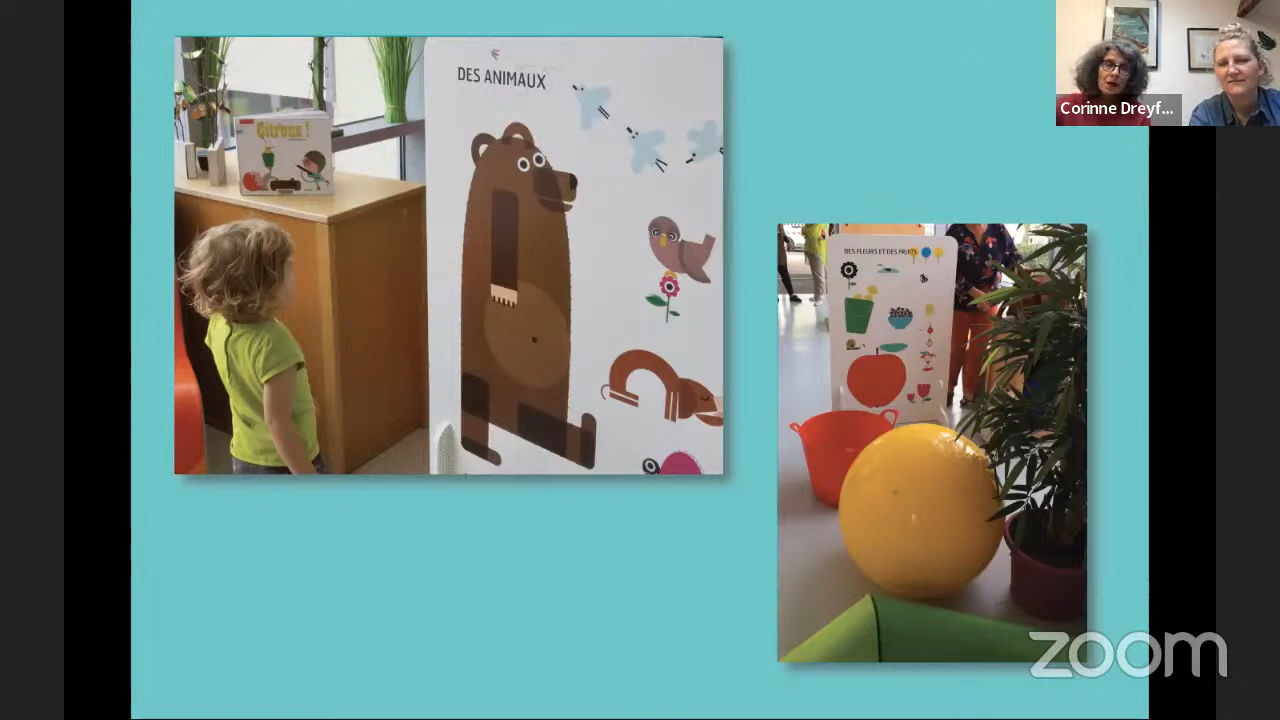 DES ANIMAUX
Citrons !
DES FLEURS ET DES FRUITS
Corinne Dreyf...
zoom